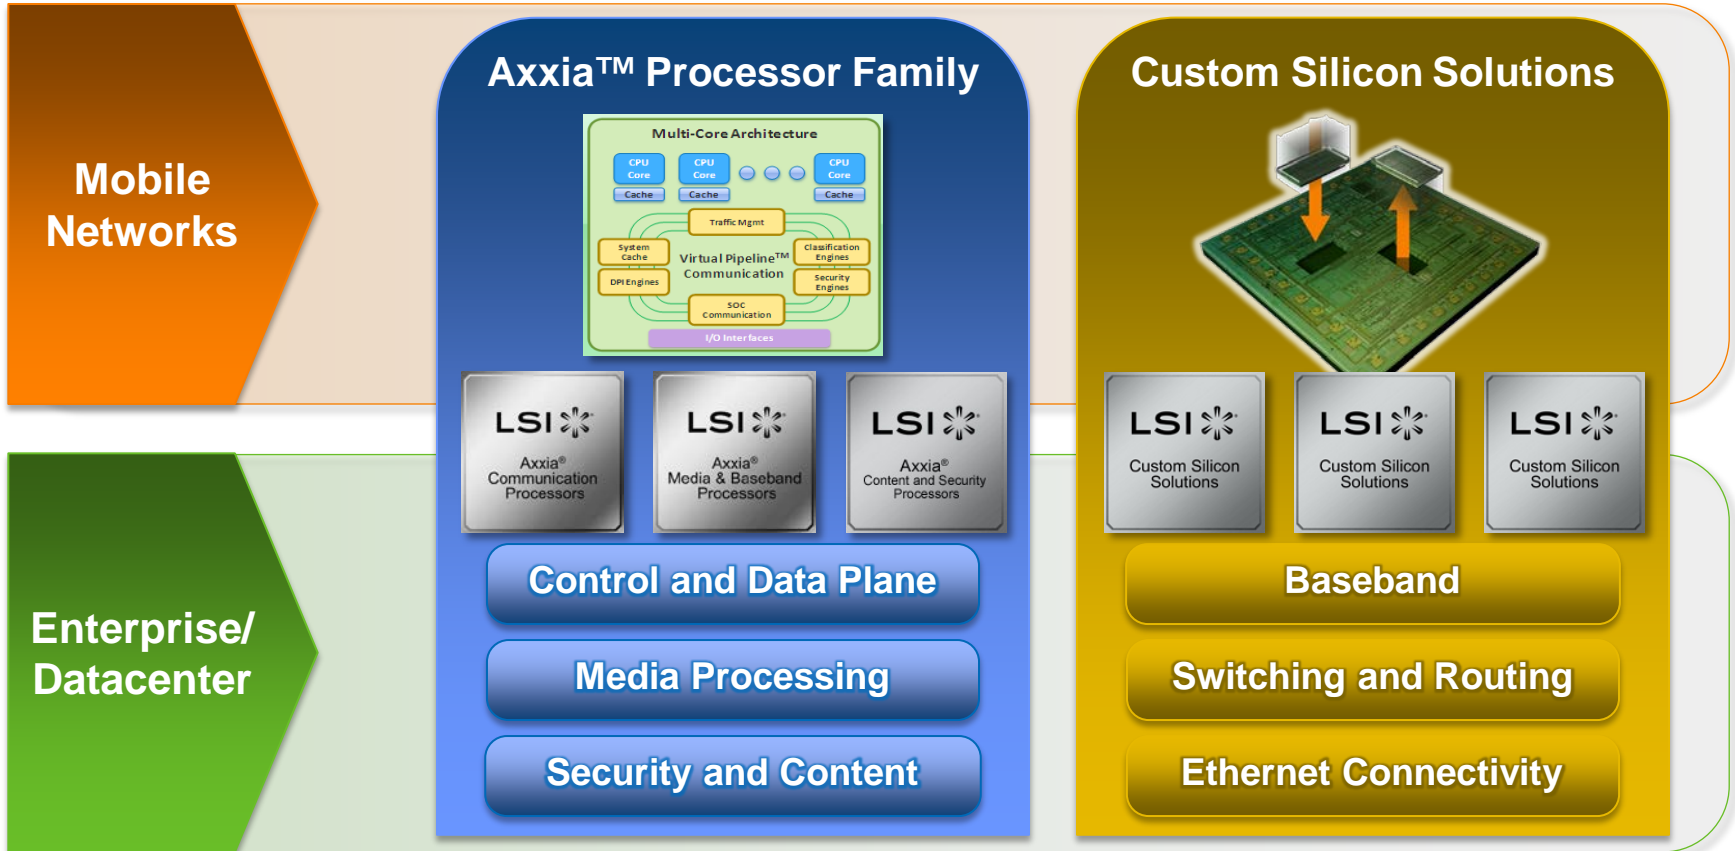 Mobile
Networks
Axxia™ Processor Family
Multi-Core Architecture
CPU
Core
Cache
CPU
Core
Cache
CPU
Core
Cache
Traffic Mgmt
System
Cache
Classification
Engines
Virtual Pipeline™
Communication
DPI Engines
Security
Engines
SOC
Communication
I/O Interfaces
LSI
Axxia®
Communication
Processors
LSI
Axxia®
Media & Baseband
Processors
LSI
Axxia®
Content and Security
Processors
Control and Data Plane
Media Processing
Security and Content
Custom Silicon Solutions
LSI
Custom Silicon
Solutions
LSI
Custom Silicon
Solutions
LSI
Custom Silicon
Solutions
Baseband
Switching and Routing
Ethernet Connectivity
Enterprise/
Datacenter